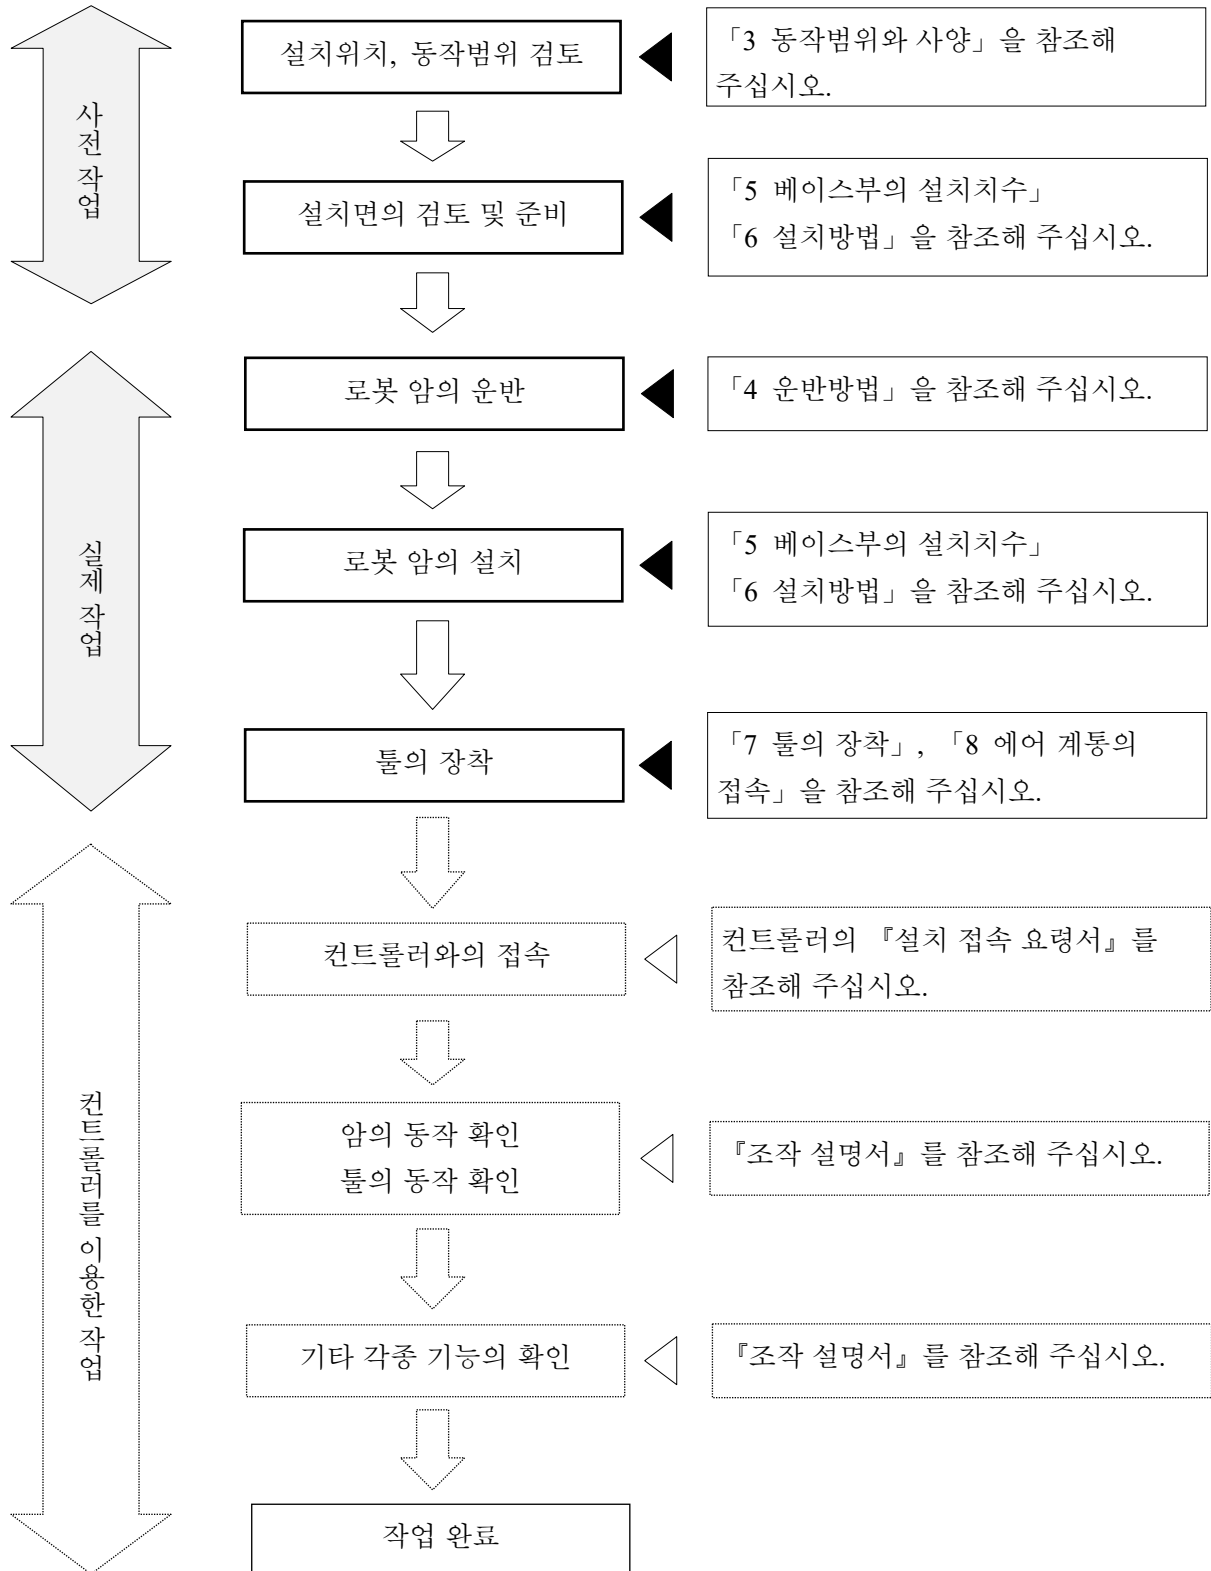 사전 작업
설치위치, 동작범위 검토
「3 동작범위와 사양」을 참조해
주십시오.
설치면의 검토 및 준비
「5 베이스부의 설치치수」
「6 설치방법」을 참조해 주십시오.
실제 작업
로봇 암의 운반
「4 운반방법」을 참조해 주십시오.
로봇 암의 설치
「5 베이스부의 설치치수」
「6 설치방법」을 참조해 주십시오.
툴의 장착
「7 툴의 장착」, 「8 에어 계통의
접속」을 참조해 주십시오.
컨트롤러를 이용한 작업
컨트롤러와의 접속
컨트롤러의 『설치 접속 요령서』를
참조해 주십시오.
암의 동작 확인
툴의 동작 확인
『조작 설명서』를 참조해 주십시오.
기타 각종 기능의 확인
『조작 설명서』를 참조해 주십시오.
작업 완료